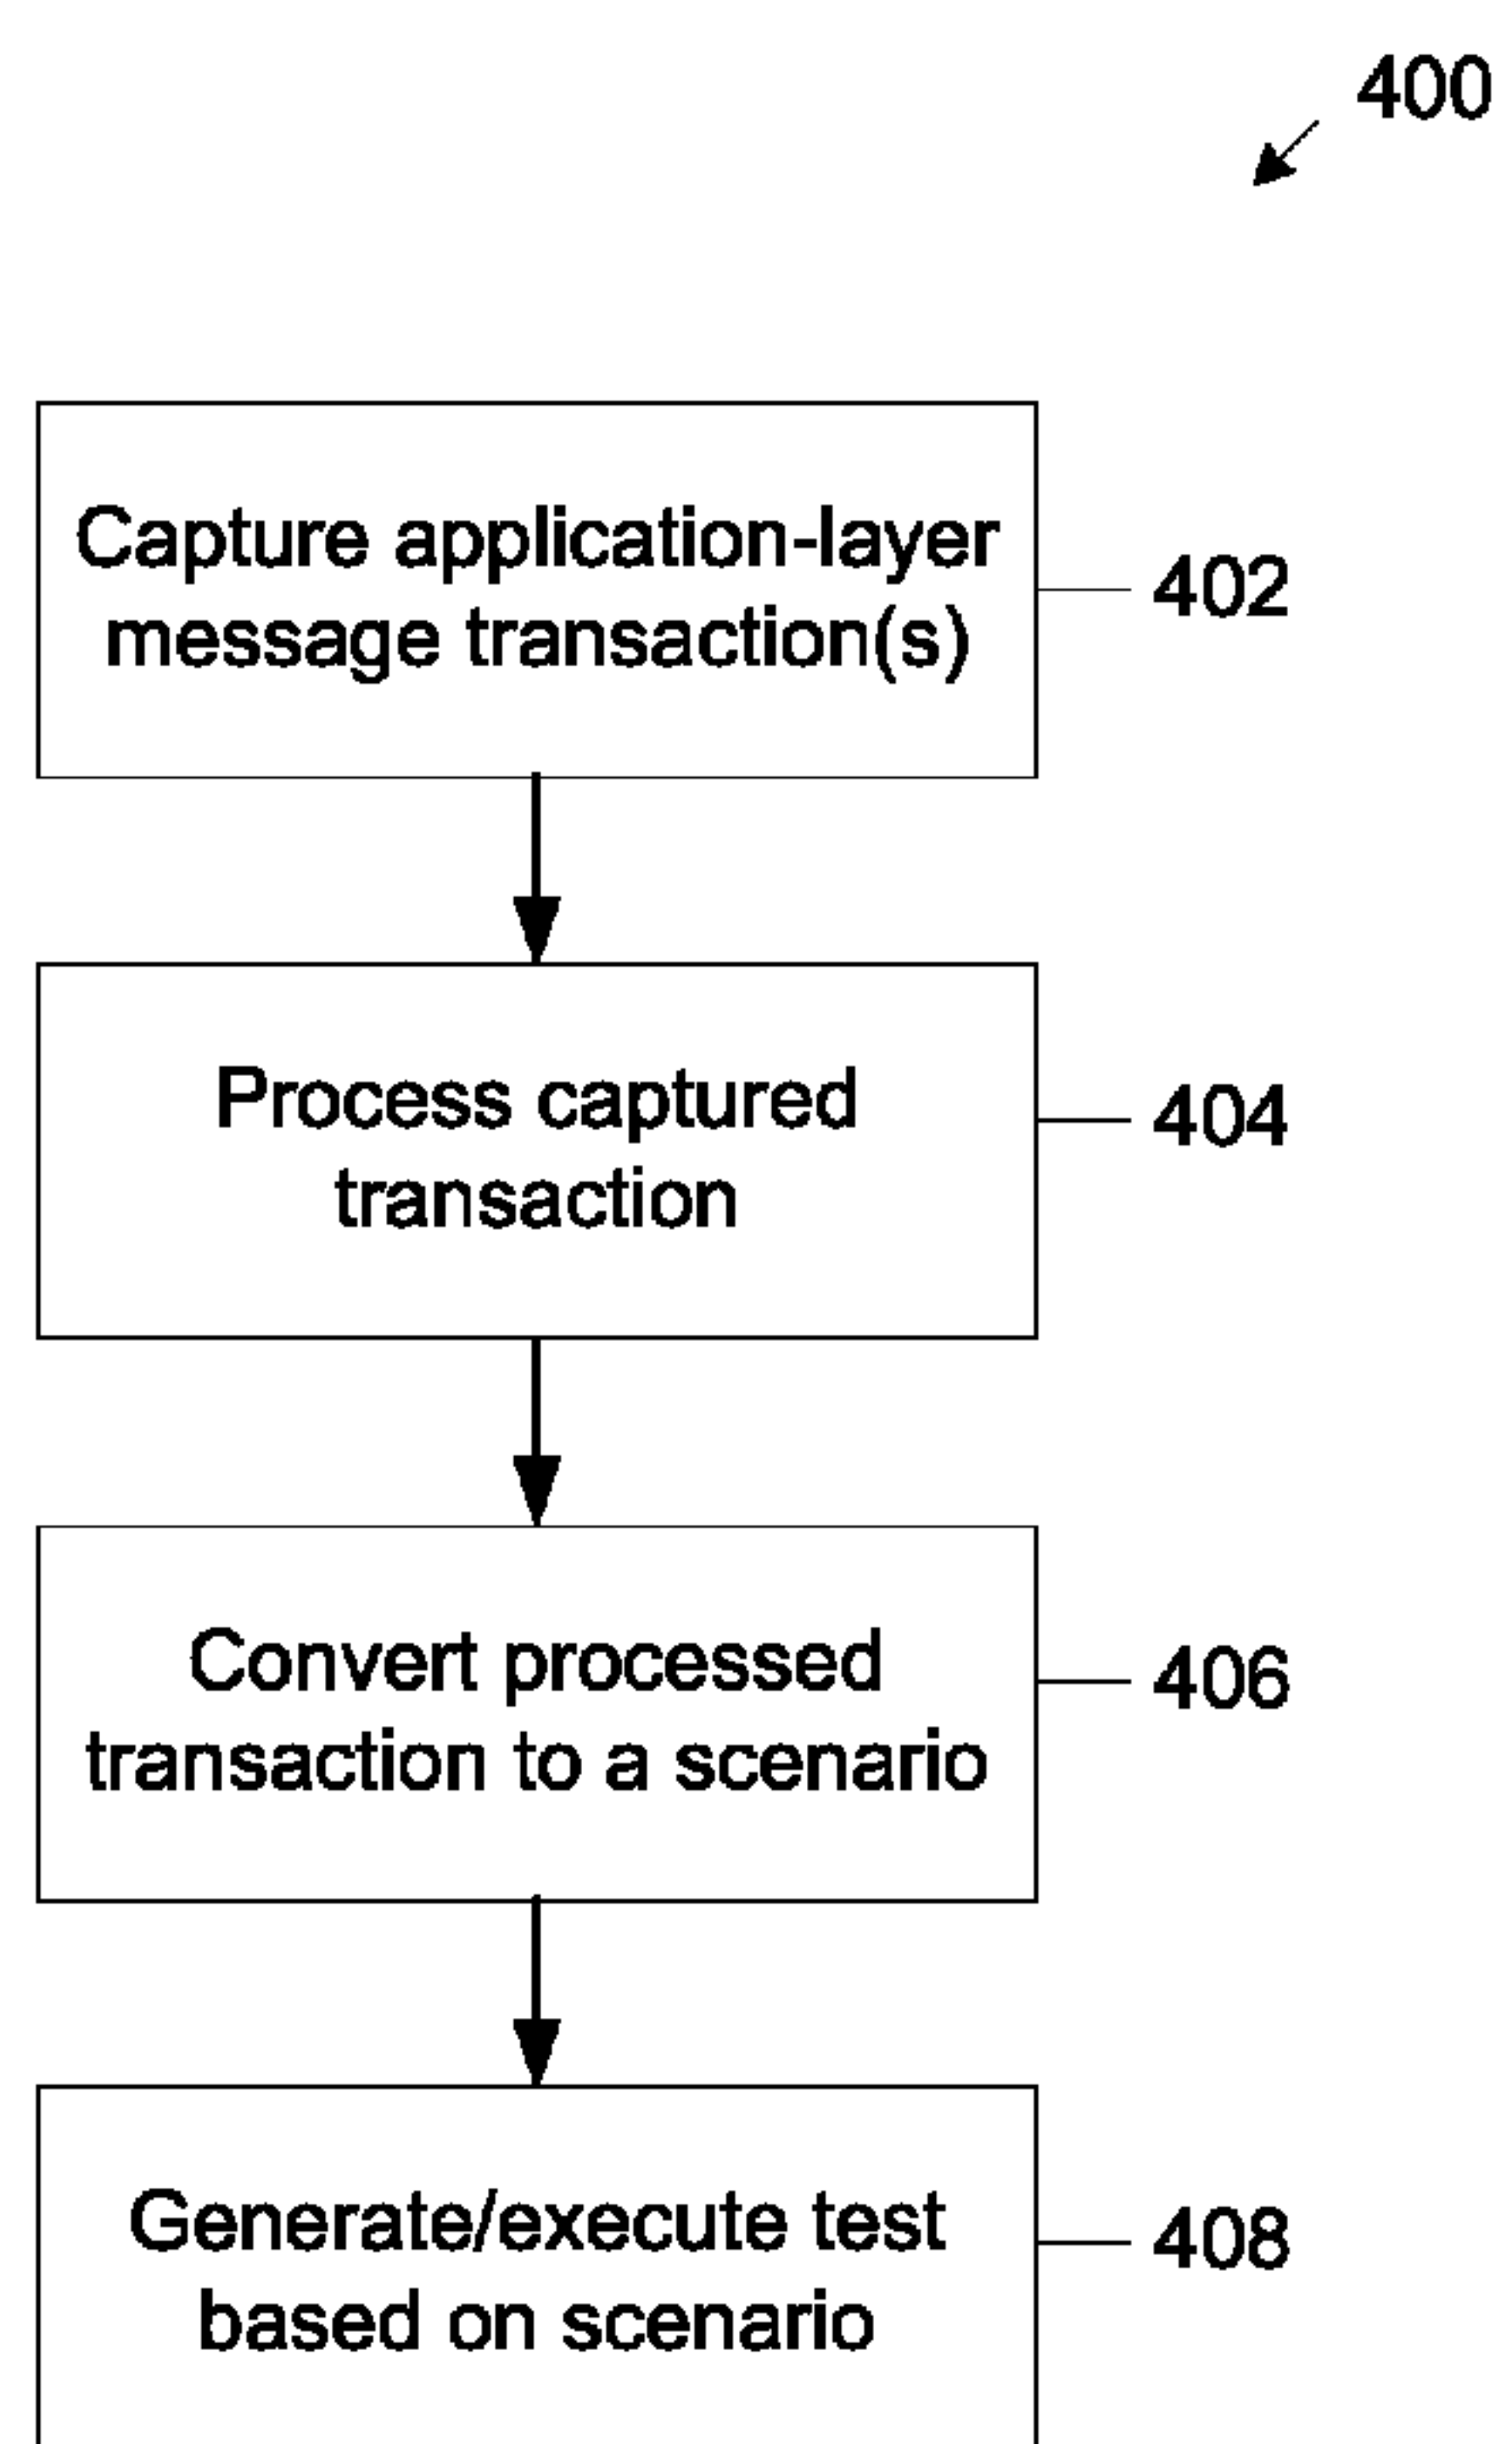 400
Capture application-layer
message transaction(s)
402
Process captured
transaction
404
Convert processed
transaction to a scenario
406
Generate/execute test
based on scenario
408